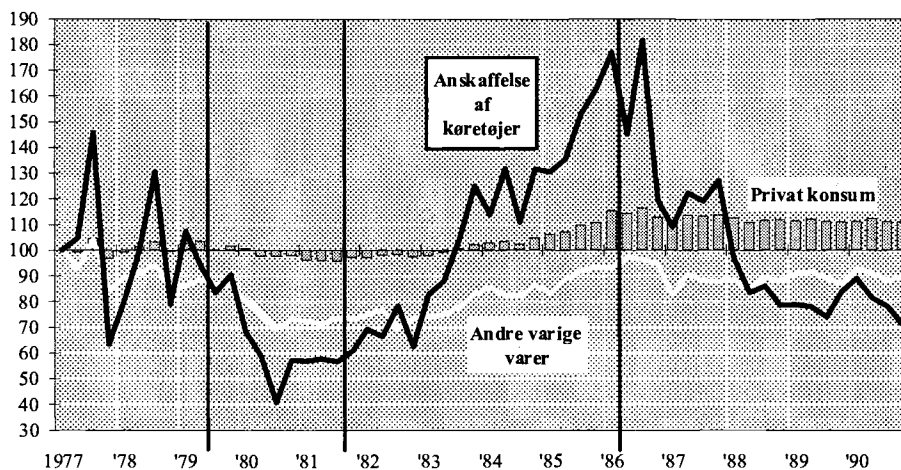 190
180
170
160
150
140
130
120
110
100
90
80
70
60
50
40
30
Anskaffelse
af
køretøjer
Privat konsum
Andre varige
varer
1977 '78 '79 '80 '81 '82 '83 '84 '85 '86 '87 '88 '89 '90